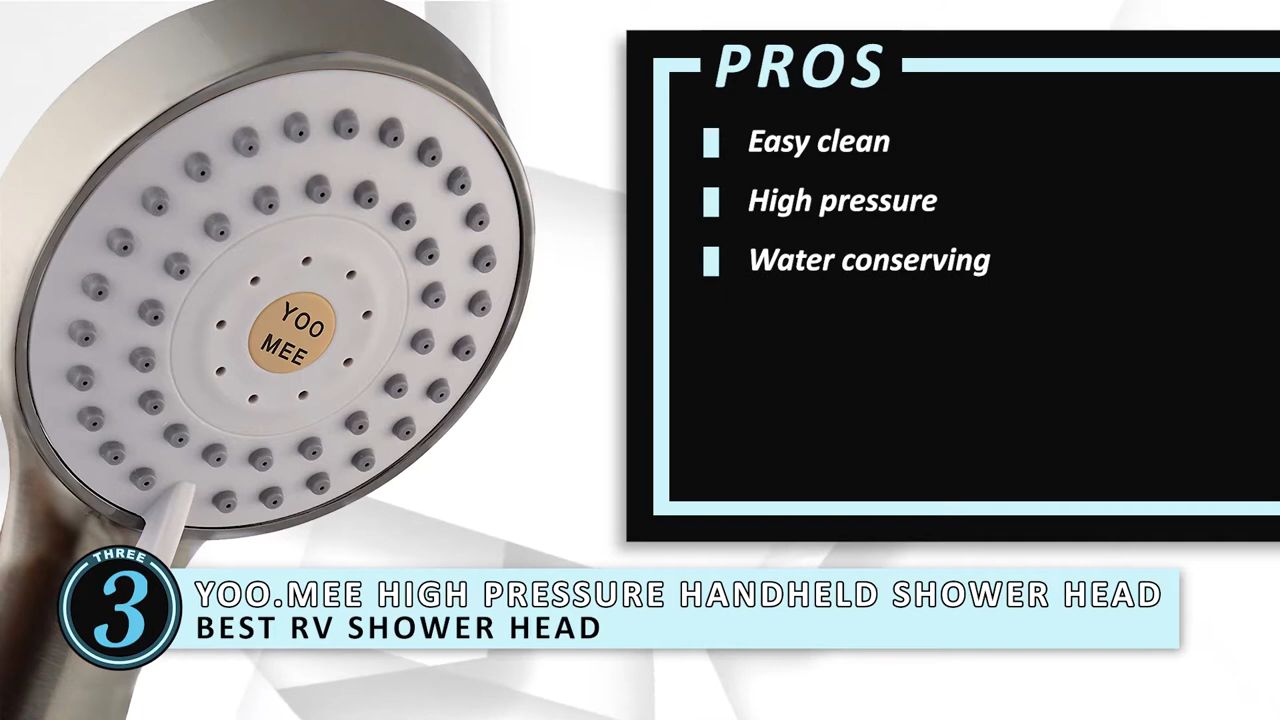 PROS
Easy clean
High pressure
Water conserving
YOO
MEE
THREE
3
YOO.MEE HIGH PRESSURE HANDHELD SHOWER HEAD
BEST RV SHOWER HEAD